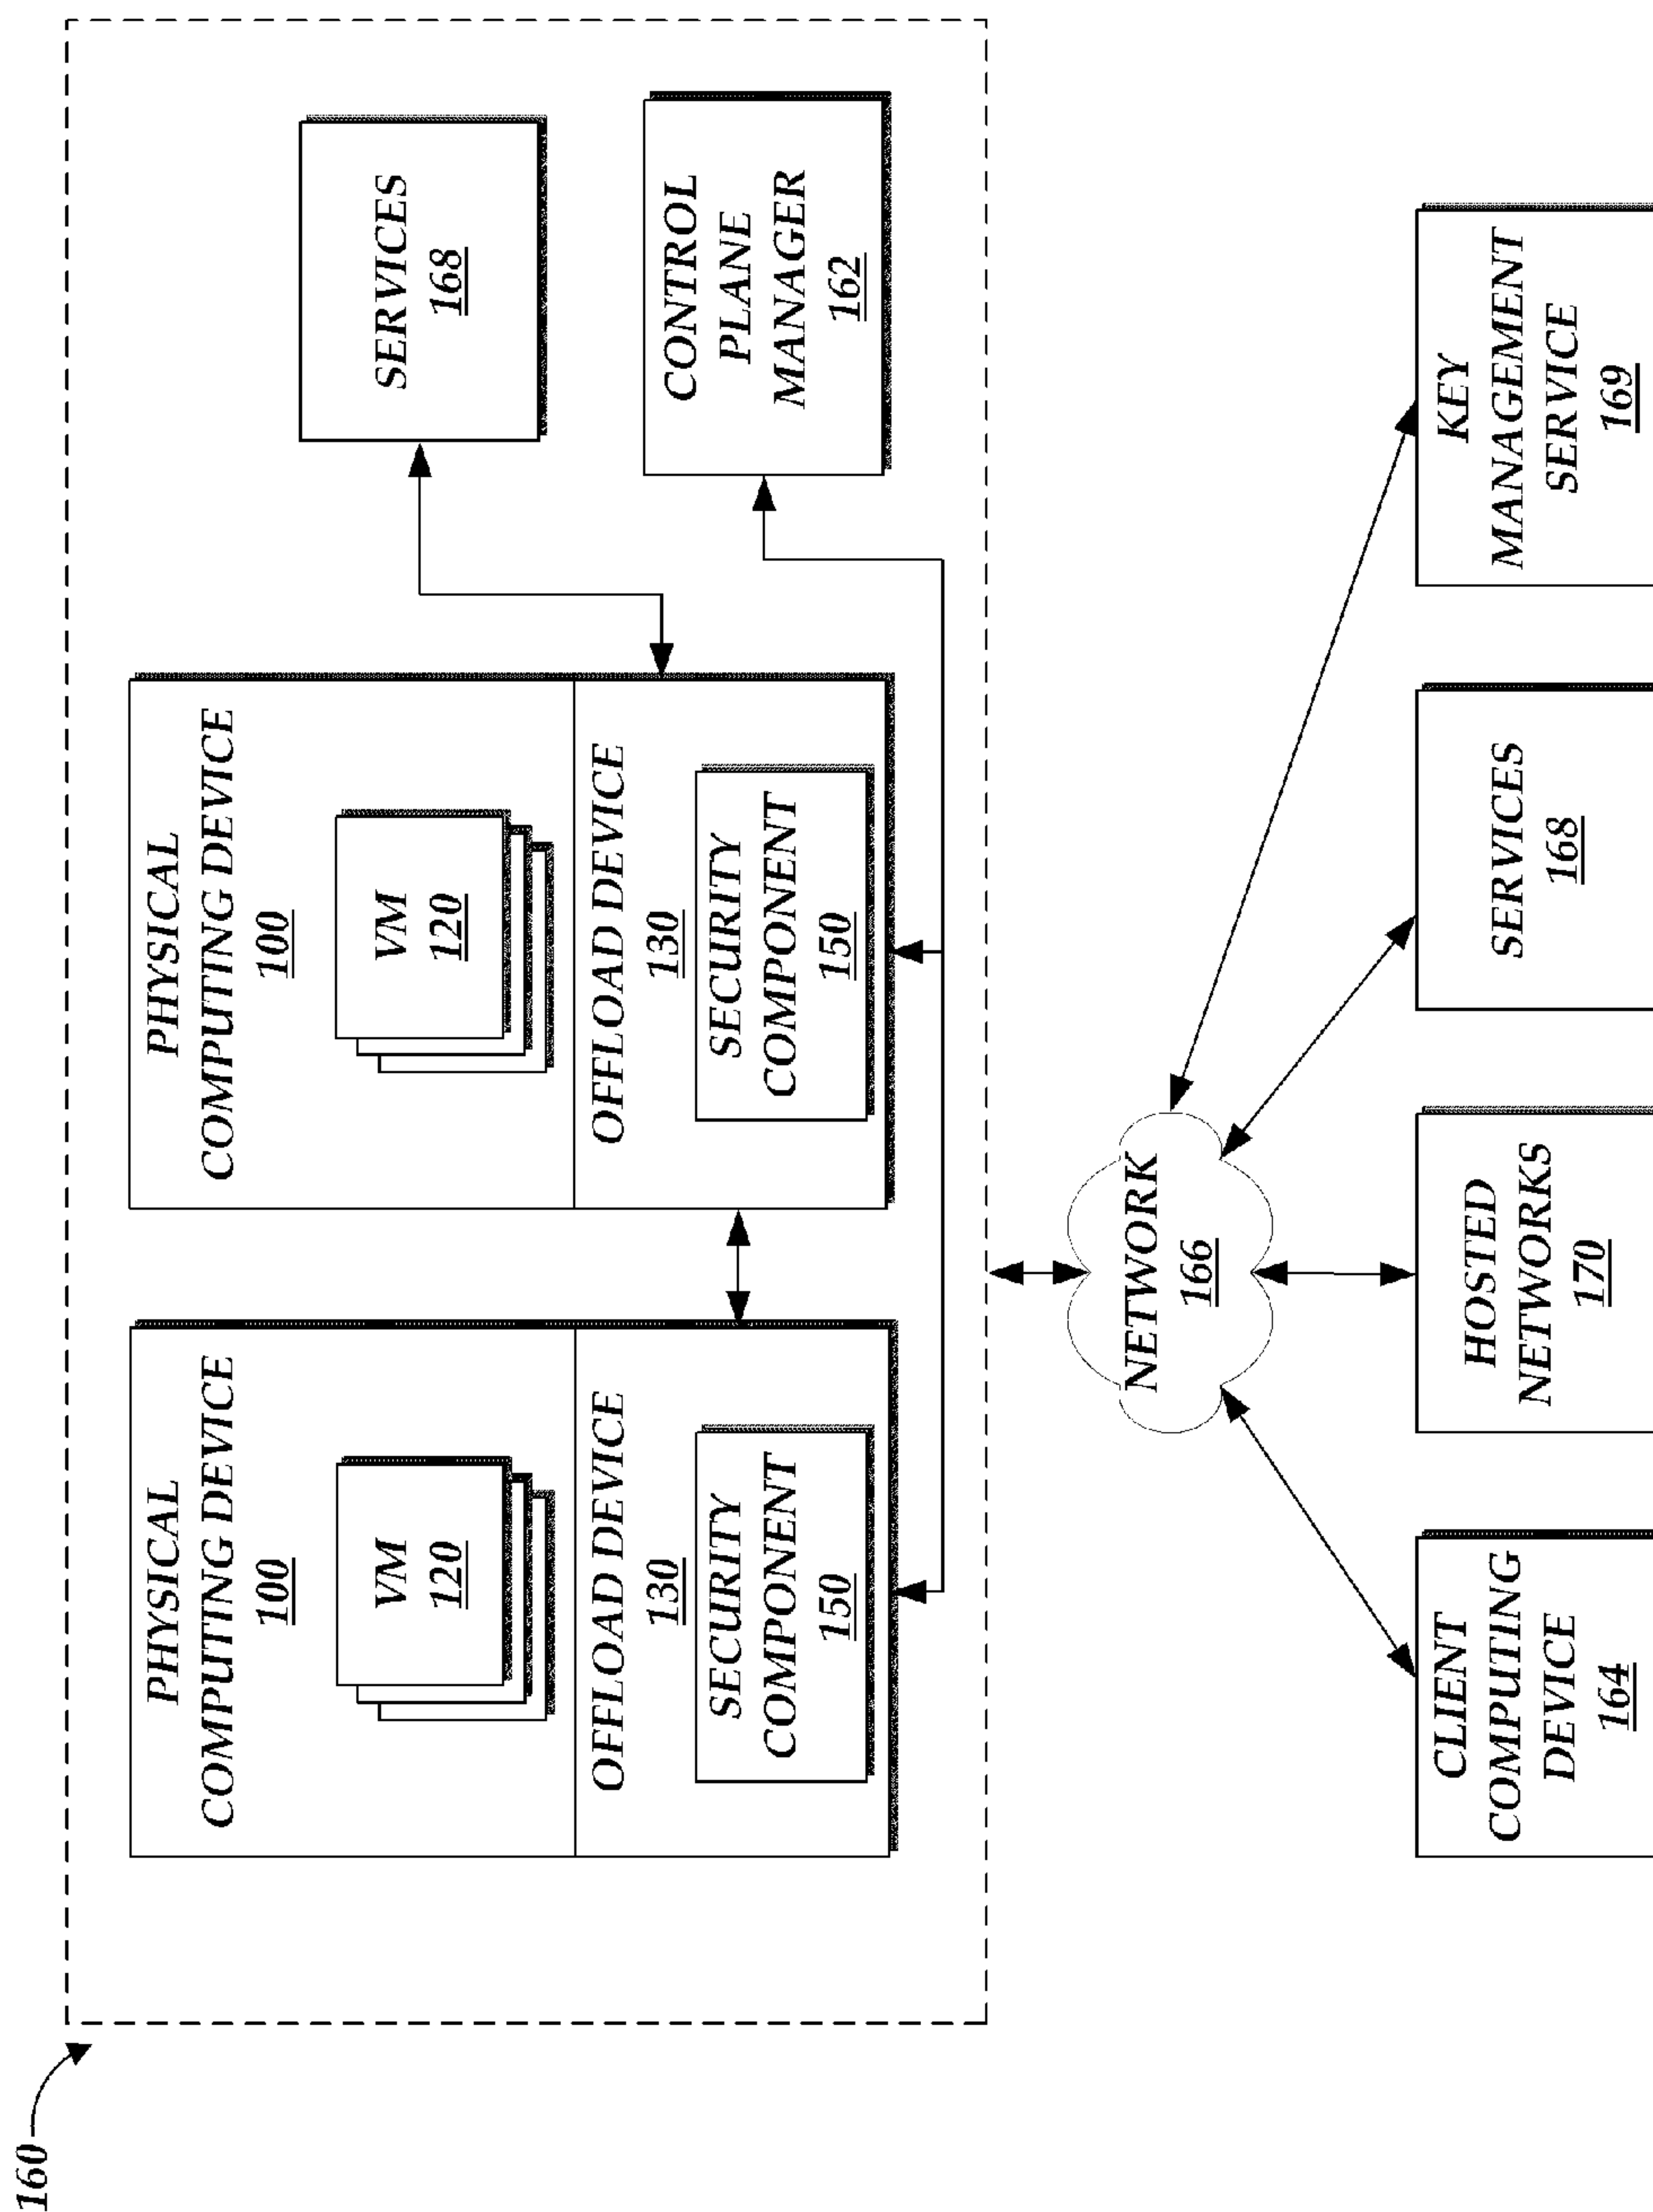 160
PHYSICAL
COMPUTING DEVICE
100
VM
120
OFFLOAD DEVICE
130
SECURITY
COMPONENT
150
PHYSICAL
COMPUTING DEVICE
100
VM
120
OFFLOAD DEVICE
130
SECURITY
COMPONENT
150
SERVICES
168
CONTROL
PLANE
MANAGER
162
NETWORK
166
CLIENT
COMPUTING
DEVICE
164
HOSTED
NETWORKS
170
SERVICES
168
KEY
MANAGEMENT
SERVICE
169